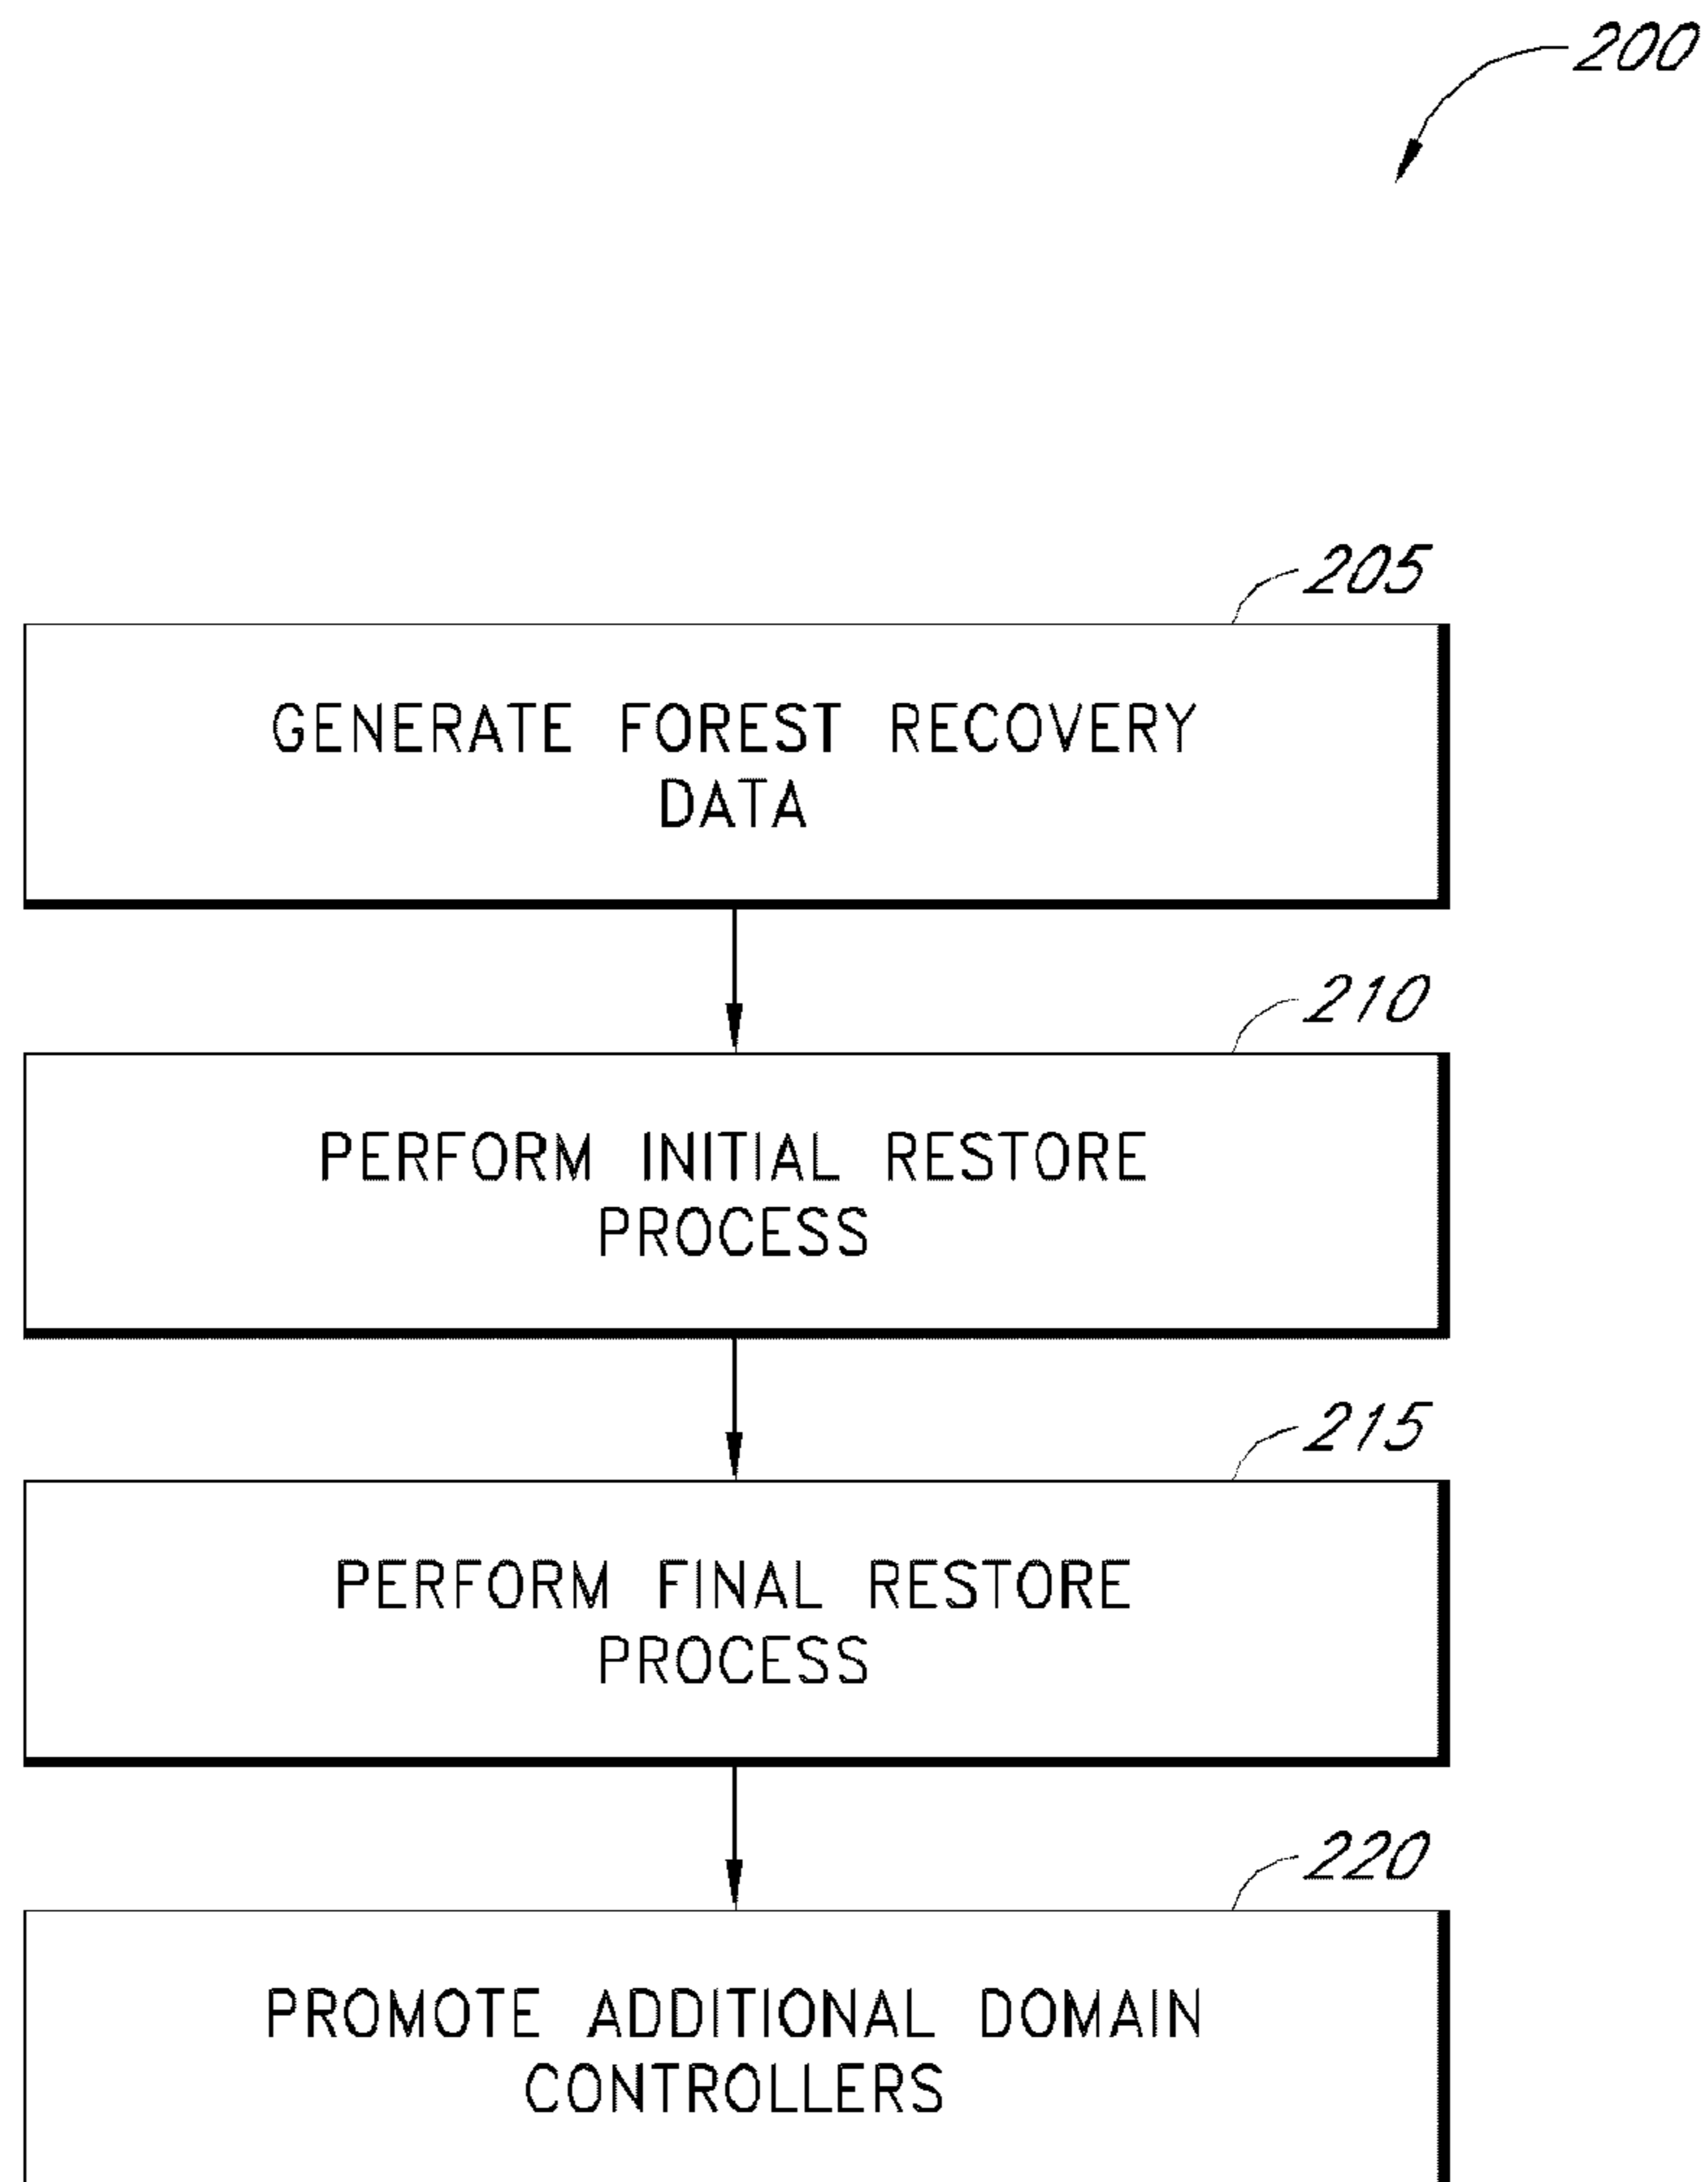 200
205
GENERATE FOREST RECOVERY
DATA
210
PERFORM INITIAL RESTORE
PROCESS
215
PERFORM FINAL RESTORE
PROCESS
220
PROMOTE ADDITIONAL DOMAIN
CONTROLLERS